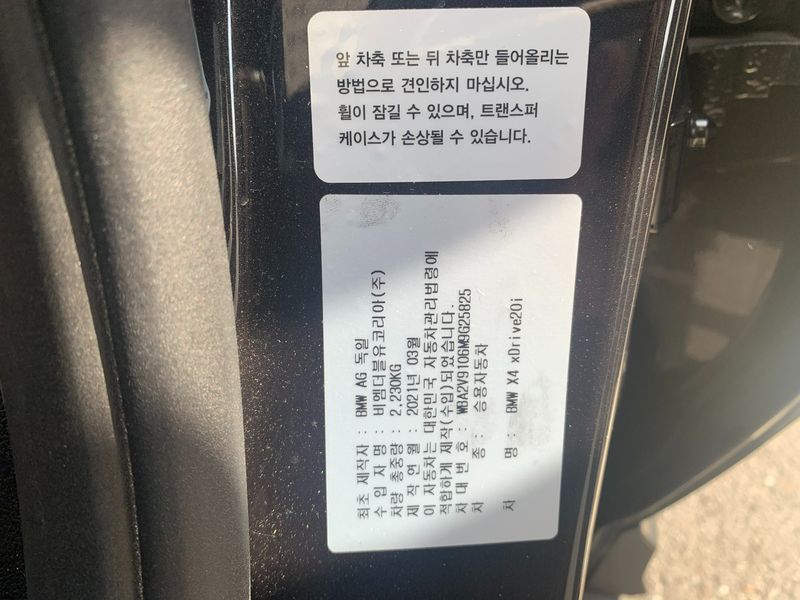 앞 차축 또는 뒤 차축만 들어올리는
방법으로 견인하지 마십시오.
휠이 잠길 수 있으며, 트랜스퍼
케이스가 손상될 수 있습니다.
최초 제작자 : BMW AG 독일
수 입 자 명 : 비엠더블유코리아(주)
차량 총중량 : 2,230KG
제 작 연 월 : 2021년 03월
이 자동차는 대한민국 자동차관리법령에
적합하게 제작(수입)되었습니다.
차 대 번 호 : WBA2V9106M9G25825
차 종 : 승용자동차
차 명 : BMW X4 xDrive20i